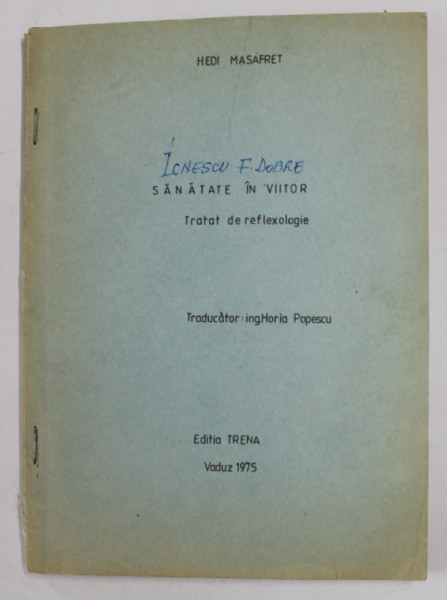 HEDI MASAFRET
IONESCU F. DOBRE
SĂNĂTATE ÎN VIITOR
Tratat de reflexologie
Traducător: ing.Horia Popescu
Editia TRENA
Vaduz 1975